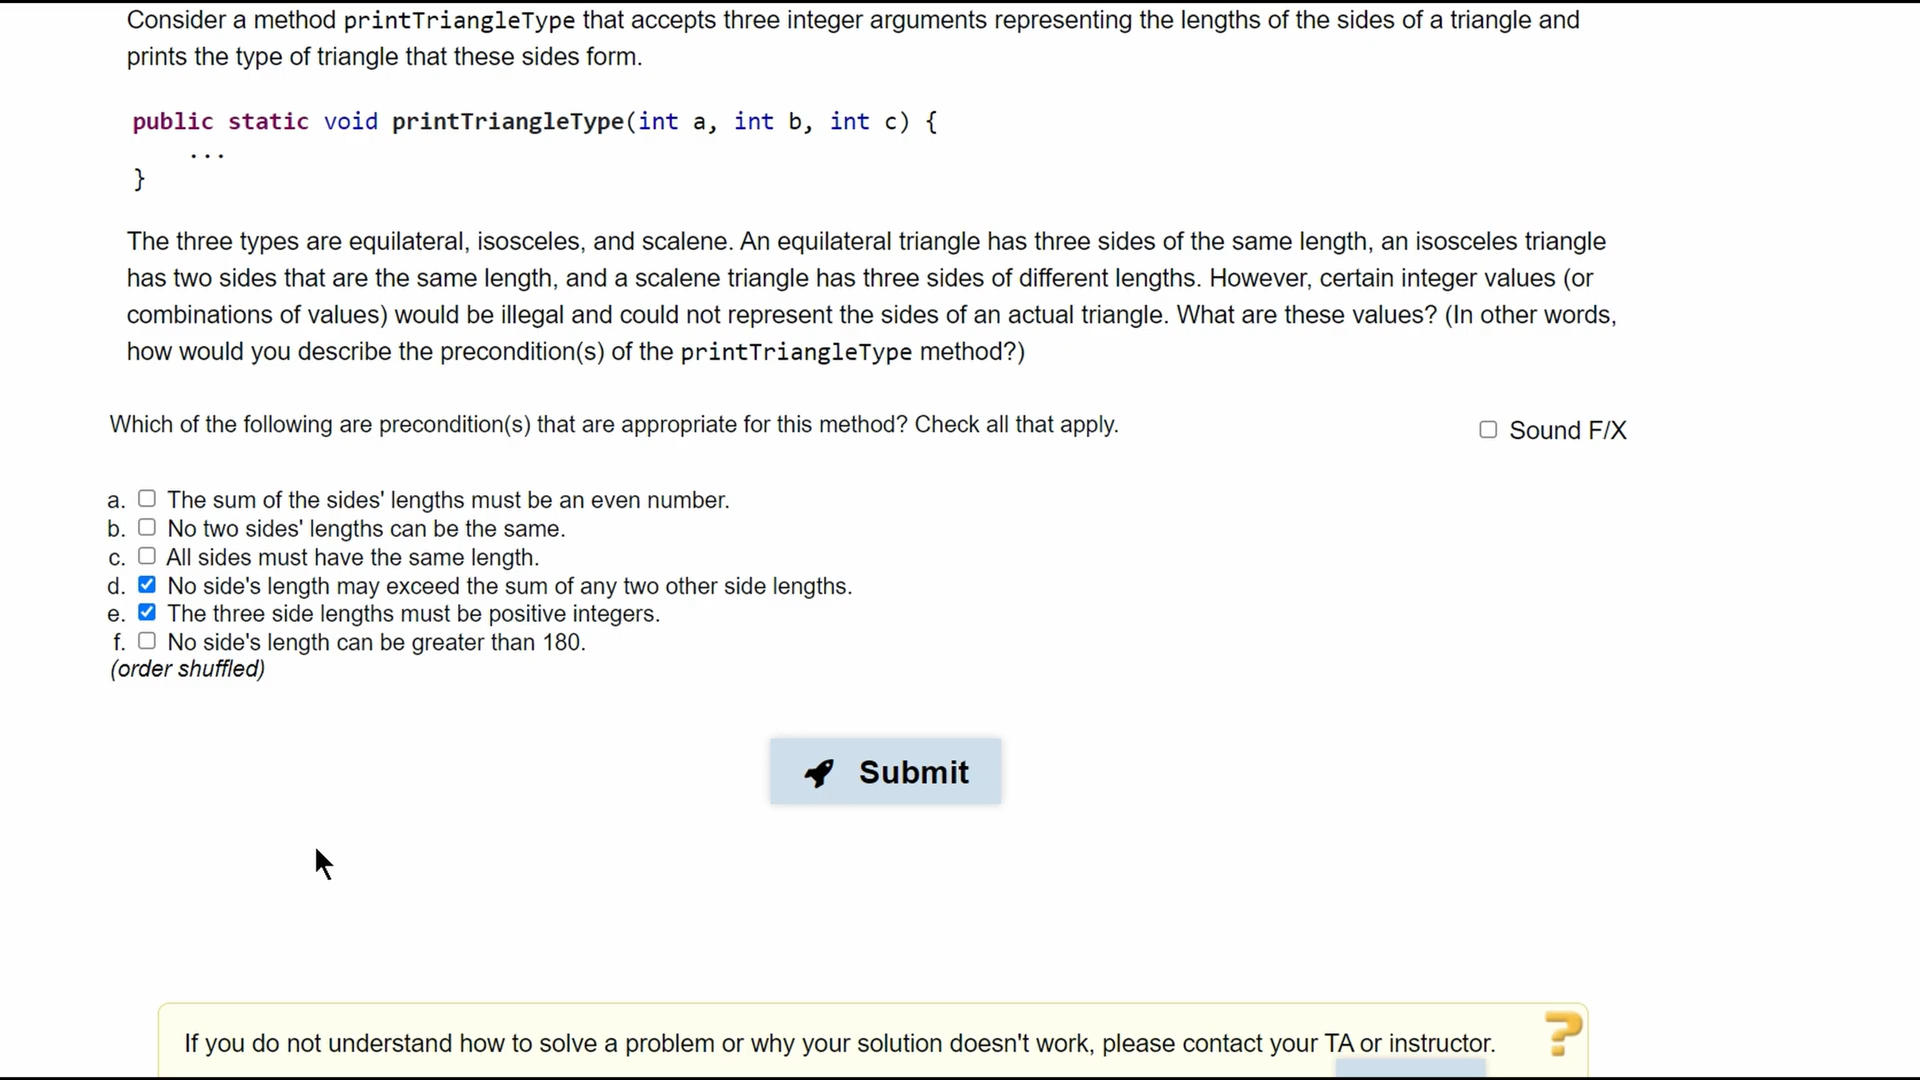 Consider a method printTriangleType that accepts three integer arguments representing the lengths of the sides of a triangle and
prints the type of triangle that these sides form.
public static void printTriangleType(int a, int b, int c) {
...
}
The three types are equilateral, isosceles, and scalene. An equilateral triangle has three sides of the same length, an isosceles triangle
has two sides that are the same length, and a scalene triangle has three sides of different lengths. However, certain integer values (or
combinations of values) would be illegal and could not represent the sides of an actual triangle. What are these values? (In other words,
how would you describe the precondition(s) of the printTriangleType method?)
Which of the following are precondition(s) that are appropriate for this method? Check all that apply.
Sound F/X
a. The sum of the sides' lengths must be an even number.
b. No two sides' lengths can be the same.
c. All sides must have the same length.
d. No side's length may exceed the sum of any two other side lengths.
e. The three side lengths must be positive integers.
f. No side's length can be greater than 180.
(order shuffled)
Submit
If you do not understand how to solve a problem or why your solution doesn't work, please contact your TA or instructor.